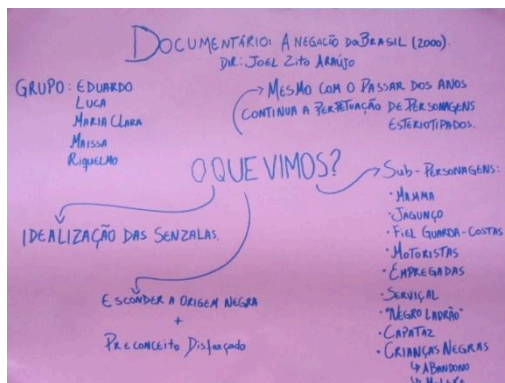 DOCUMENTÁRIO: A NEGAÇÃO DO BRASIL (2000).
DIR: JOEL ZITO ARAÚJO
GRUPO: EDUARDO
LUCA
MARIA CLARA
MAISSA
RIQUELMO
MESMO COM O PASSAR DOS ANOS
CONTINUA A PERPETUAÇÃO DE PERSONAGENS
ESTERIOTIPADOS.
O QUE VIMOS?
IDEALIZAÇÃO DAS SENZALAS.
ESCONDER A ORIGEM NEGRA
+
PRECONCEITO DISFARÇADO
SUB-PERSONAGENS:
· MAMMA
· JAGUNÇO
· FIEL GUARDA-COSTAS
· MOTORISTAS
· EMPREGADAS
· SERVIÇAL
· "NEGRO LADRÃO"
· CAPATAZ
· CRIANÇAS NEGRAS
↳ ABANDONO